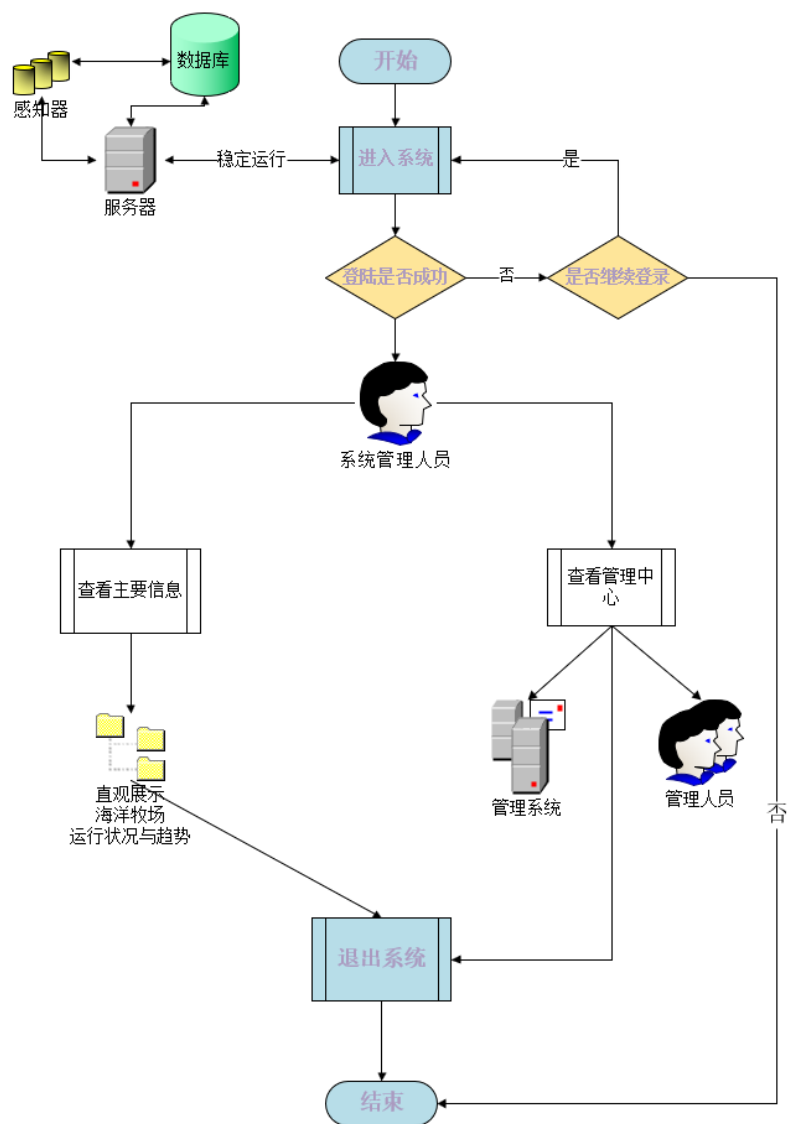 数据库
开始
感知器
稳定运行
进入系统
是
服务器
登陆是否成功
否
是否继续登录
系统管理人员
查看主要信息
查看管理中
心
直观展示
海洋牧场
运行状况与趋势
管理系统
管理人员
否
退出系统
结束